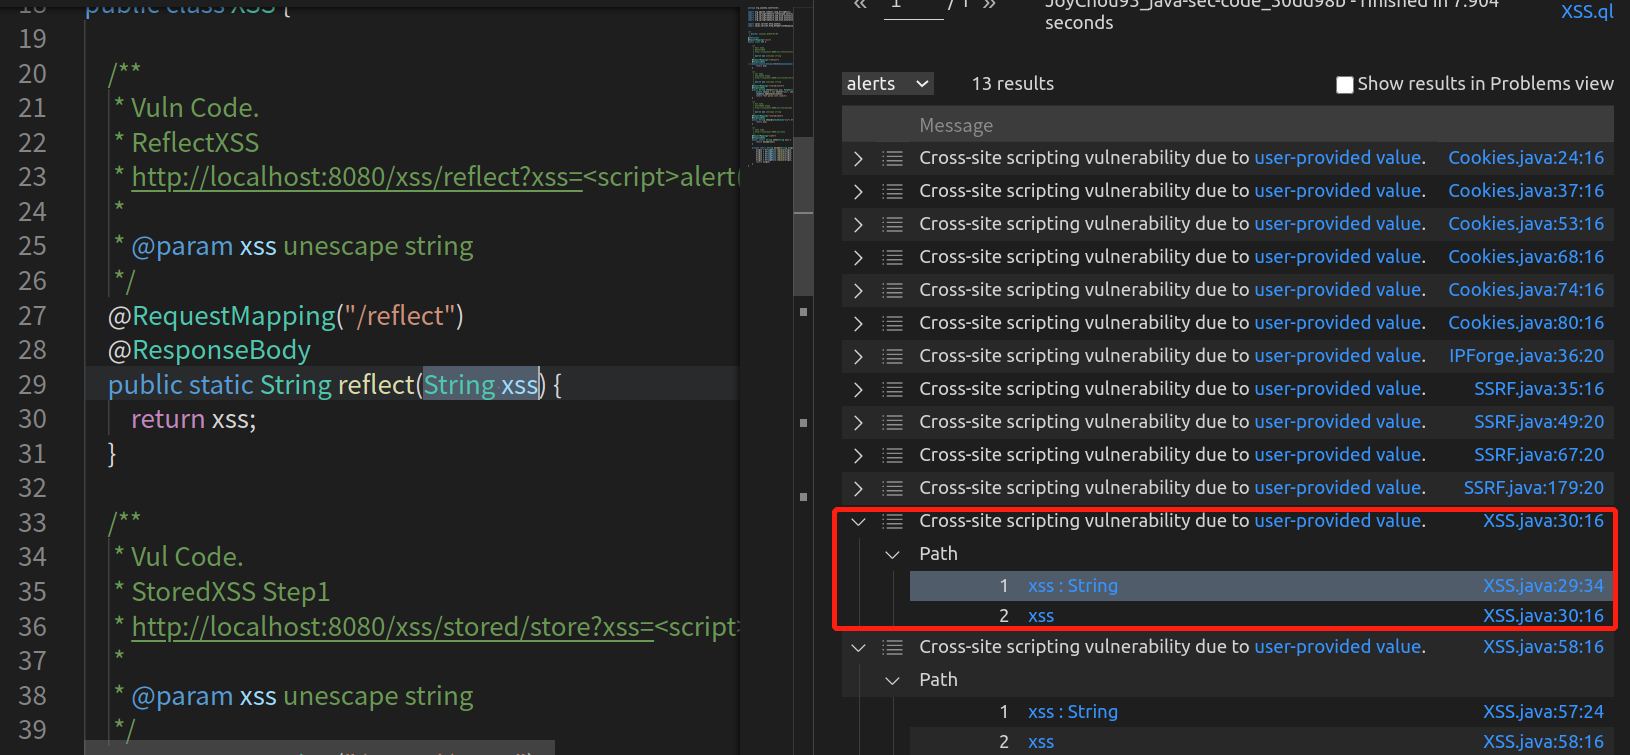 18 public class XSS {
19
20 /**
21 * Vuln Code.
22 * ReflectXSS
23 * http://localhost:8080/xss/reflect?xss=<script>alert(
24 *
25 * @param xss unescape string
26 */
27 @RequestMapping("/reflect")
28 @ResponseBody
29 public static String reflect(String xss) {
30 return xss;
31 }
32
33 /**
34 * Vul Code.
35 * StoredXSS Step1
36 * http://localhost:8080/xss/stored/store?xss=<script>
37 *
38 * @param xss unescape string
39 */
« 1 / 1 »
JoyChou93_java-sec-code_30dd98b - finished in 7.904
seconds
XSS.ql
alerts 13 results Show results in Problems view
Message
Cross-site scripting vulnerability due to user-provided value. Cookies.java:24:16
Cross-site scripting vulnerability due to user-provided value. Cookies.java:37:16
Cross-site scripting vulnerability due to user-provided value. Cookies.java:53:16
Cross-site scripting vulnerability due to user-provided value. Cookies.java:68:16
Cross-site scripting vulnerability due to user-provided value. Cookies.java:74:16
Cross-site scripting vulnerability due to user-provided value. Cookies.java:80:16
Cross-site scripting vulnerability due to user-provided value. IPForge.java:36:20
Cross-site scripting vulnerability due to user-provided value. SSRF.java:35:16
Cross-site scripting vulnerability due to user-provided value. SSRF.java:49:20
Cross-site scripting vulnerability due to user-provided value. SSRF.java:67:20
Cross-site scripting vulnerability due to user-provided value. SSRF.java:179:20
Cross-site scripting vulnerability due to user-provided value. XSS.java:30:16
Path
1 xss : String XSS.java:29:34
2 xss XSS.java:30:16
Cross-site scripting vulnerability due to user-provided value. XSS.java:58:16
Path
1 xss : String XSS.java:57:24
2 xss XSS.java:58:16